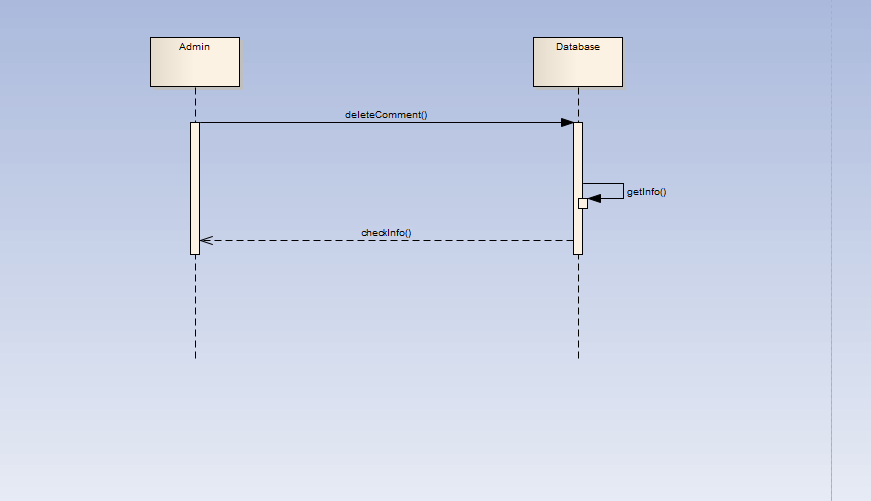 Admin
Database
deleteComment()
getInfo()
checkInfo()